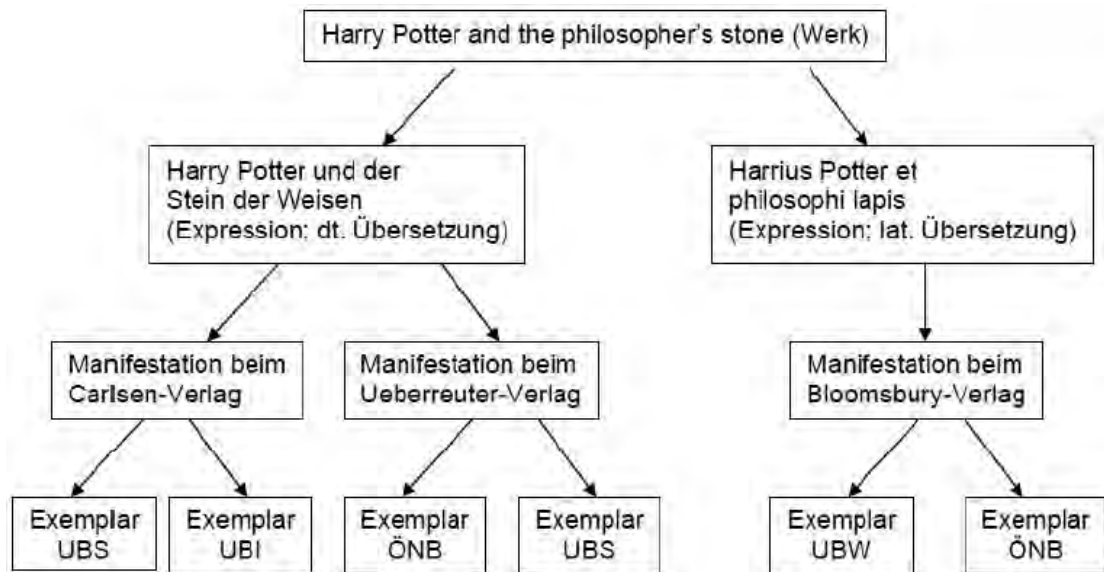 Harry Potter and the philosopher's stone (Werk)
Harry Potter und der
Stein der Weisen
(Expression: dt. Übersetzung)
Harrius Potter et
philosophi lapis
(Expression: lat. Übersetzung)
Manifestation beim
Carlsen-Verlag
Manifestation beim
Ueberreuter-Verlag
Manifestation beim
Bloomsbury-Verlag
Exemplar
UBS
Exemplar
UBI
Exemplar
ÖNB
Exemplar
UBS
Exemplar
UBW
Exemplar
ÖNB